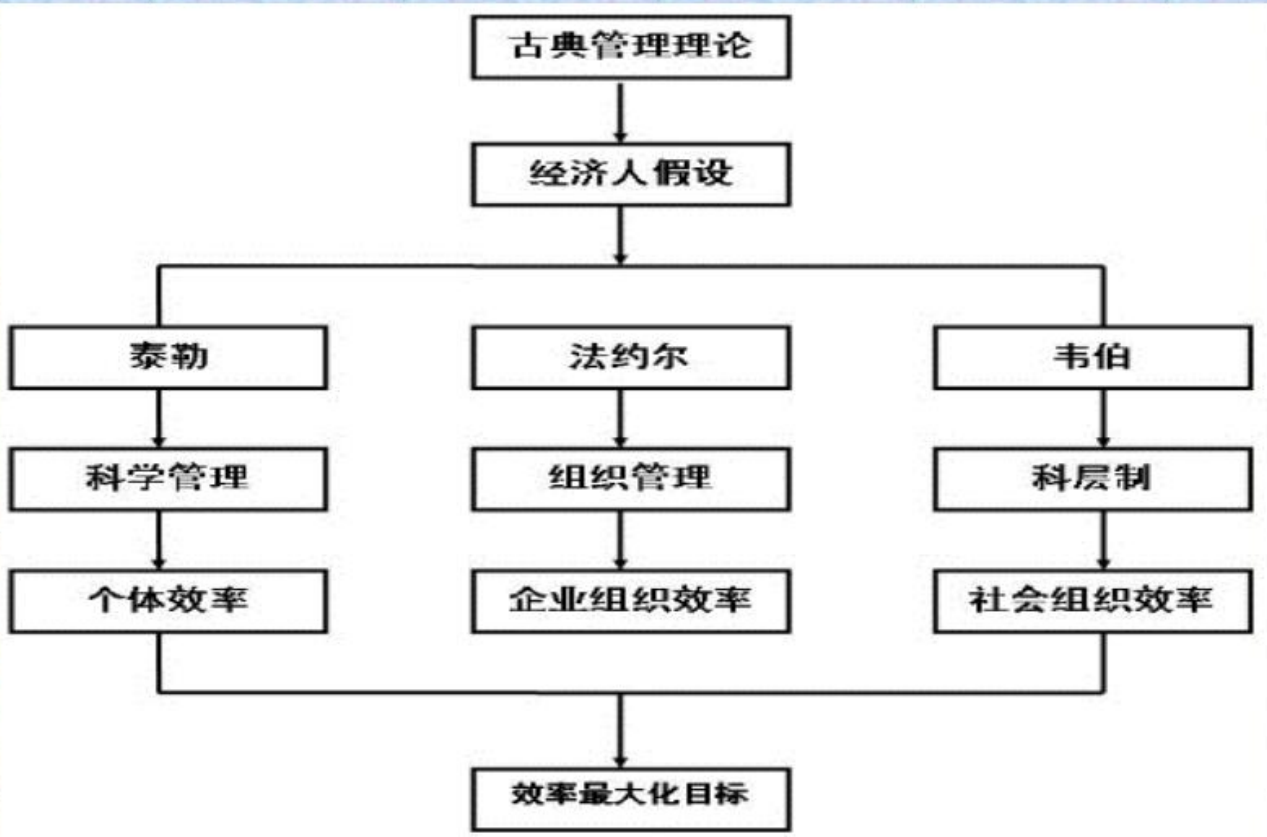 古典管理理论
经济人假设
泰勒
法约尔
韦伯
科学管理
组织管理
科层制
个体效率
企业组织效率
社会组织效率
效率最大化目标